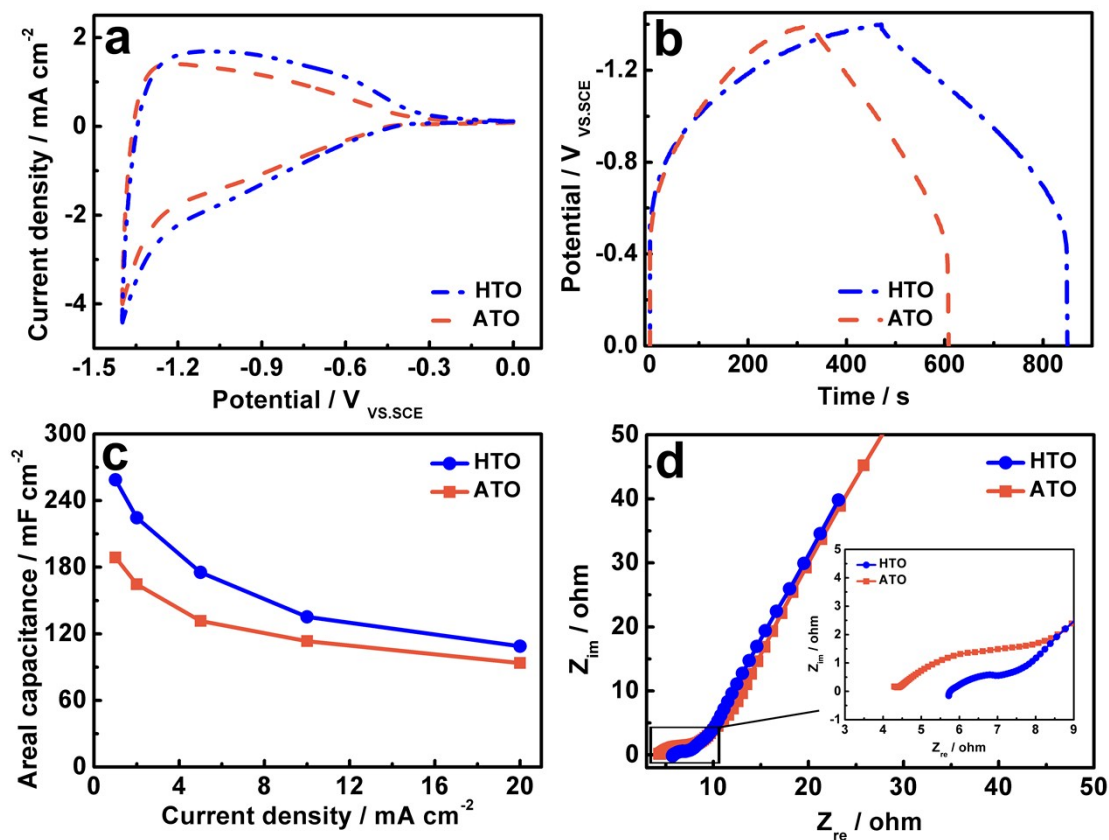 a
Current density / mA cm-2
2
0
-2
-4
HTO
ATO
-1.5 -1.2 -0.9 -0.6 -0.3 0.0
Potential / V VS.SCE
b
Potential / V VS.SCE
-1.2
-0.8
-0.4
0.0
HTO
ATO
0 200 400 600 800
Time / s
c
Areal capacitance / mF cm-2
300
240
180
120
60
0
HTO
ATO
0 4 8 12 16 20
Current density / mA cm-2
d
Zim / ohm
50
40
30
20
10
0
HTO
ATO
10 20 30 40 50
Zre / ohm
Zim / ohm
5
4
3
2
1
0
-1
HTO
ATO
3 4 5 6 7 8 9
Zre / ohm